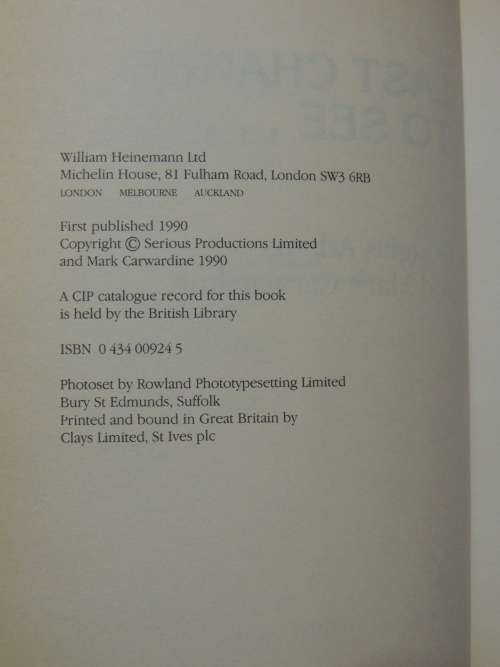 William Heinemann Ltd
Michelin House, 81 Fulham Road, London SW3 6RB
LONDON MELBOURNE AUCKLAND
First published 1990
Copyright © Serious Productions Limited
and Mark Carwardine 1990
A CIP catalogue record for this book
is held by the British Library
ISBN 0 434 00924 5
Photoset by Rowland Phototypesetting Limited
Bury St Edmunds, Suffolk
Printed and bound in Great Britain by
Clays Limited, St Ives plc